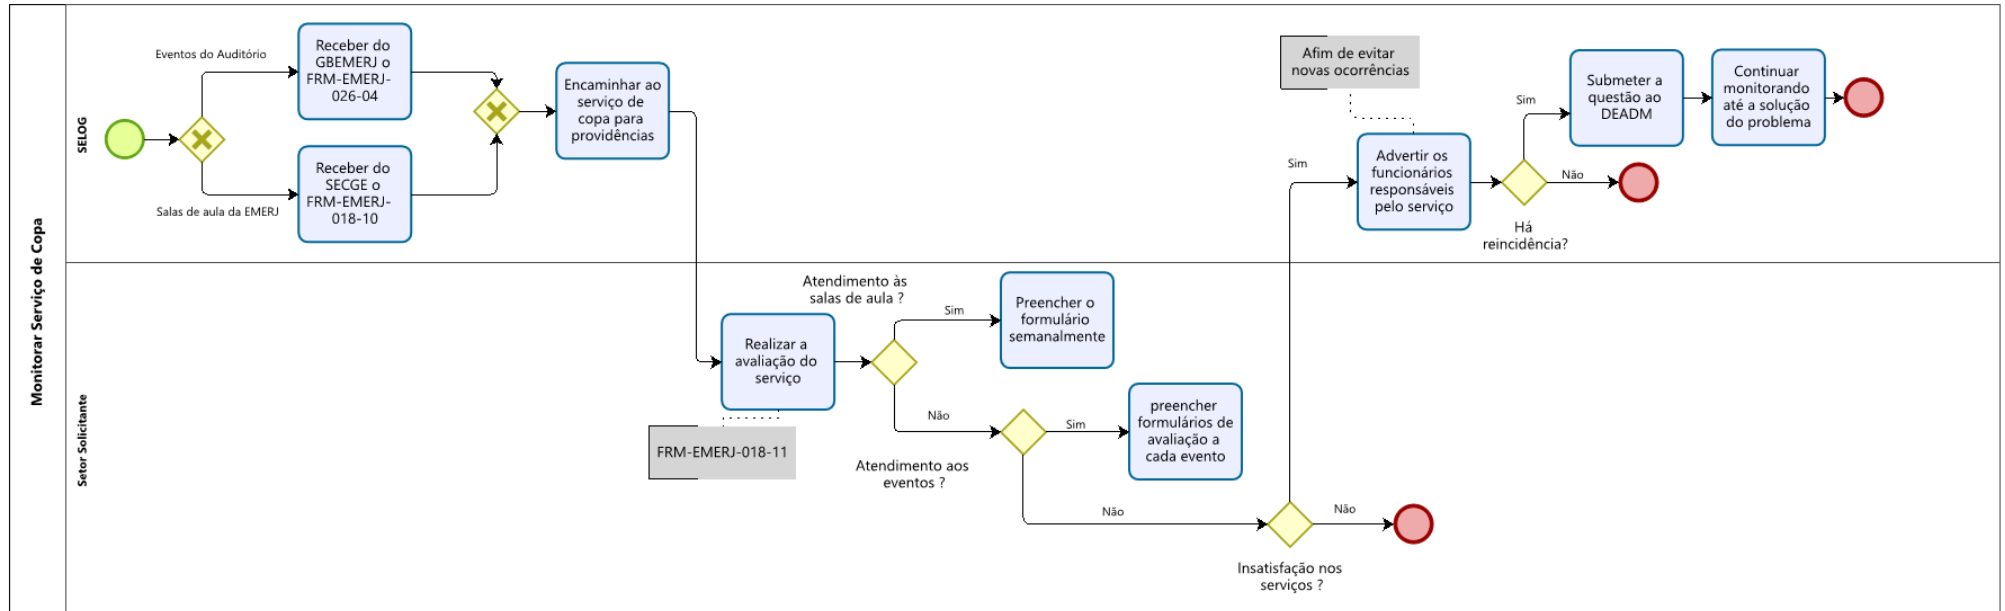 Monitorar Serviço de Copa
SELOG
Eventos do Auditório
Receber do
GBEMERJ o
FRM-EMERJ-
026-04
Salas de aula da EMERJ
Receber do
SECGE o
FRM-EMERJ-
018-10
Encaminhar ao
serviço de
copa para
providências
Afim de evitar
novas ocorrências
Sim
Advertir os
funcionários
responsáveis
pelo serviço
Há
reincidência?
Sim
Não
Submeter a
questão ao
DEADM
Continuar
monitorando
até a solução
do problema
Setor Solicitante
Realizar a
avaliação do
serviço
FRM-EMERJ-018-11
Atendimento às
salas de aula ?
Sim
Preencher o
formulário
semanalmente
Não
Atendimento aos
eventos ?
Sim
preencher
formulários de
avaliação a
cada evento
Não
Insatisfação nos
serviços ?
Não